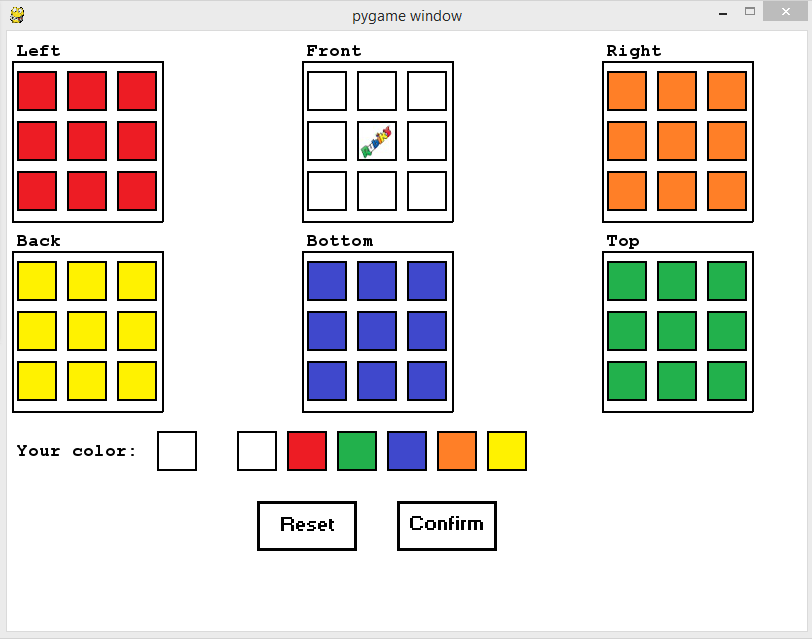 pygame window
Left Front Right
Back Bottom Top
Your color:
Reset Confirm